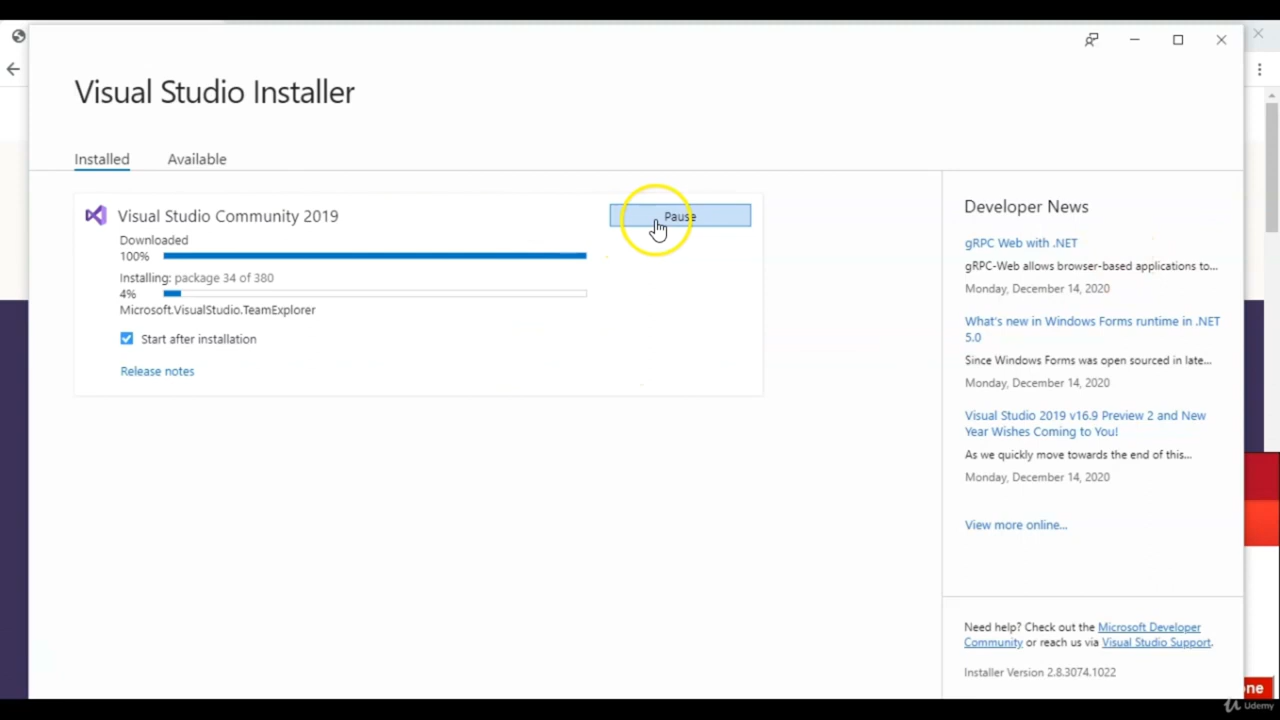 Visual Studio Installer
Installed
Available
Visual Studio Community 2019
Pause
Downloaded
100%
Installing: package 34 of 380
4%
Microsoft.VisualStudio.TeamExplorer
Start after installation
Release notes
Developer News
gRPC Web with .NET
gRPC-Web allows browser-based applications to...
Monday, December 14, 2020
What's new in Windows Forms runtime in .NET
5.0
Since Windows Forms was open sourced in late...
Monday, December 14, 2020
Visual Studio 2019 v16.9 Preview 2 and New
Year Wishes Coming to You!
As we quickly move towards the end of this...
Monday, December 14, 2020
View more online...
Need help? Check out the Microsoft Developer
Community or reach us via Visual Studio Support.
Installer Version 2.8.3074.1022
one
Udemy